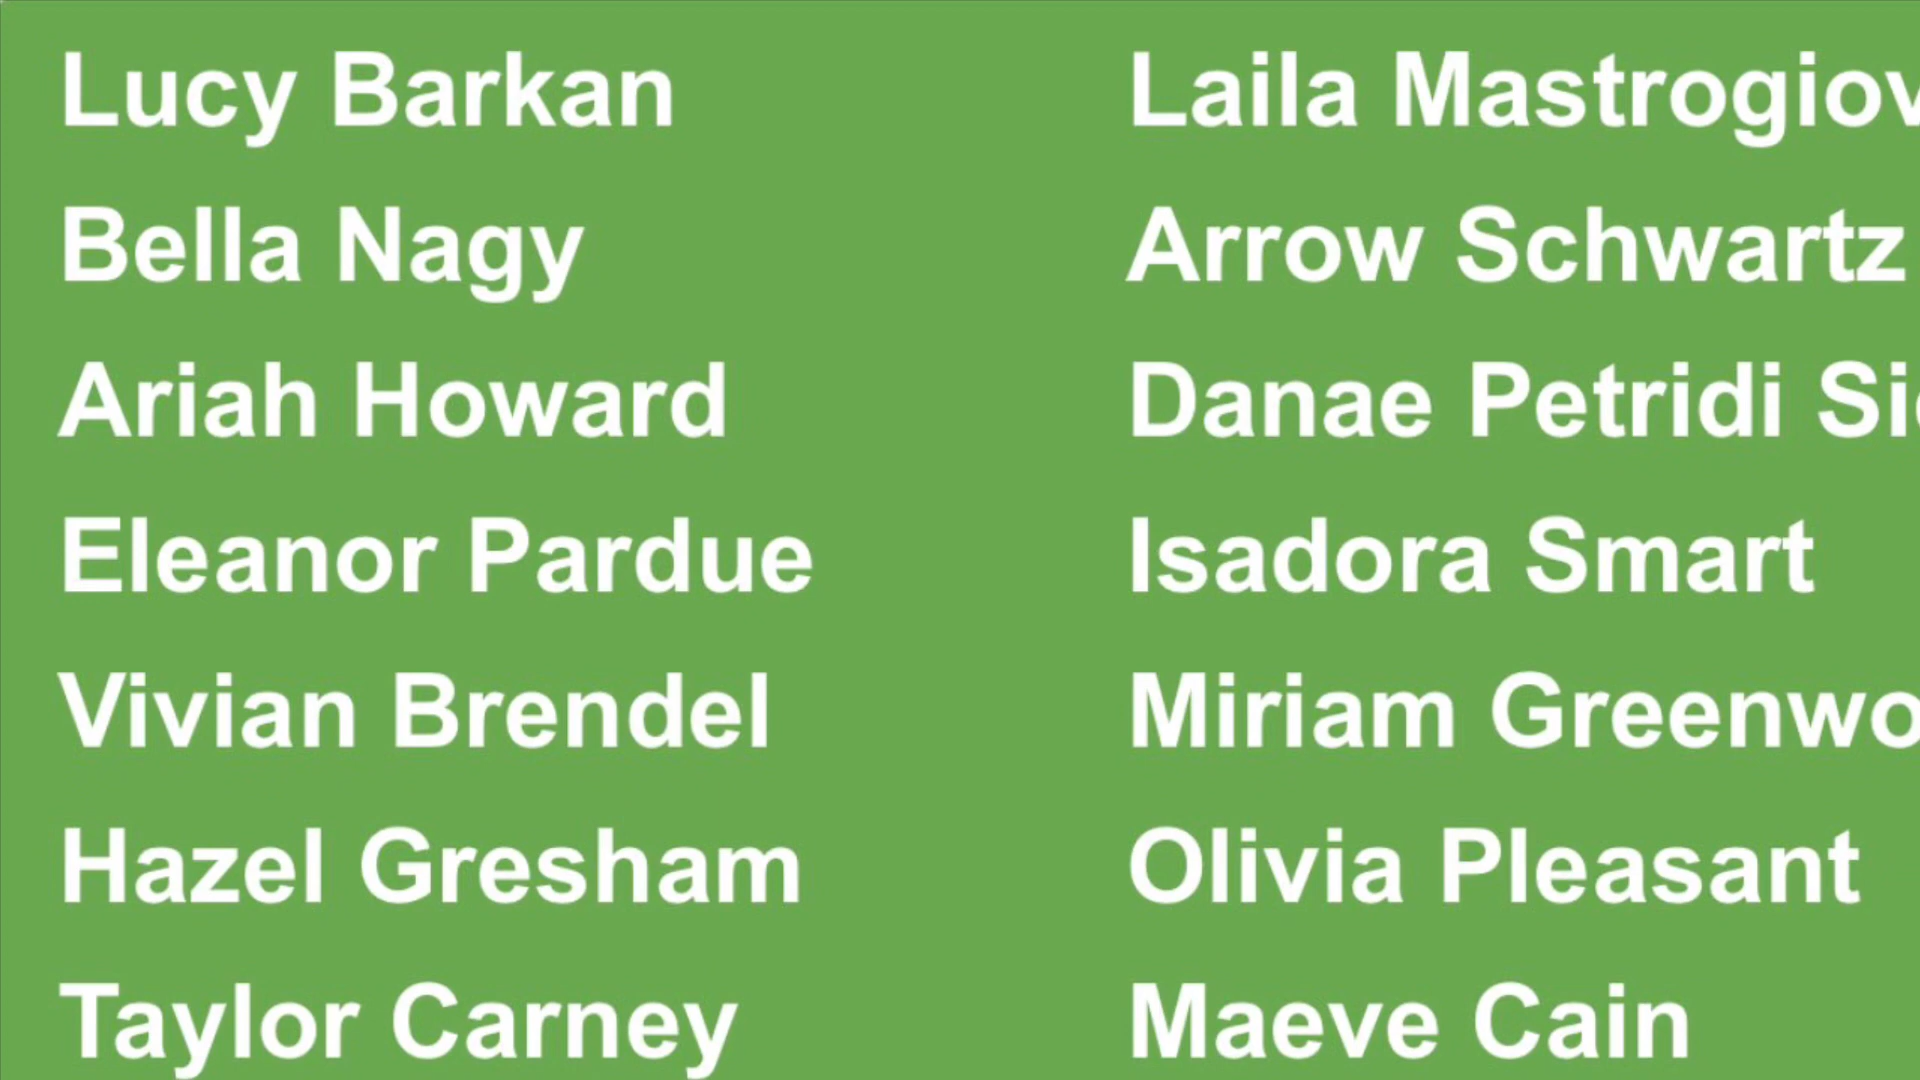 Lucy Barkan
Bella Nagy
Ariah Howard
Eleanor Pardue
Vivian Brendel
Hazel Gresham
Taylor Carney
Laila
Arrow Schwartz
Danae Petridi
Isadora Smart
Miriam
Olivia Pleasant
Maeve Cain